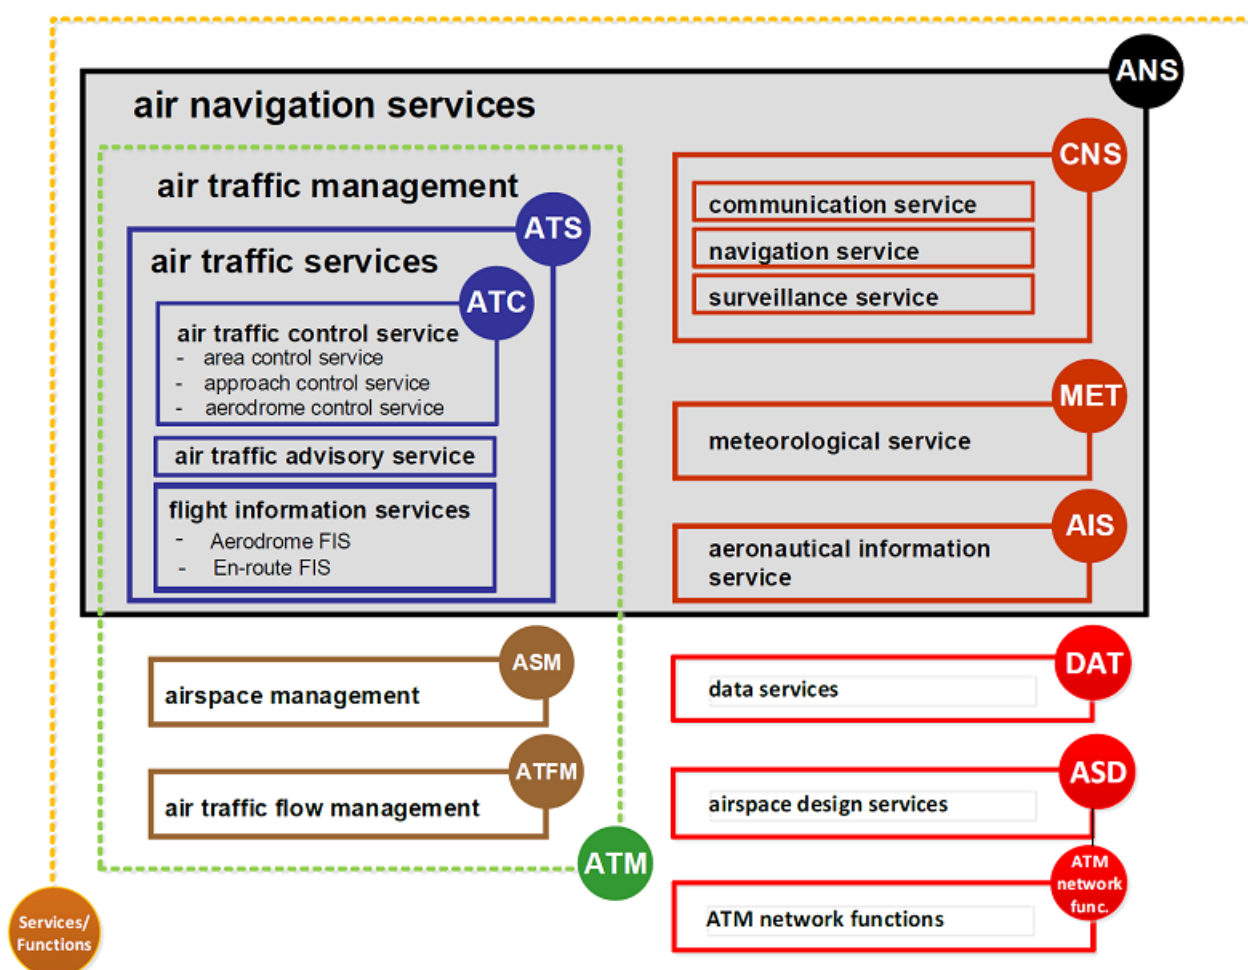 ANS
air navigation services
CNS
air traffic management
communication service
ATS
navigation service
air traffic services
surveillance service
ATC
air traffic control service
- area control service
- approach control service
- aerodrome control service
MET
meteorological service
air traffic advisory service
flight information services
- Aerodrome FIS
- En-route FIS
AIS
aeronautical information
service
ASM
airspace management
DAT
data services
ATFM
air traffic flow management
ASD
airspace design services
ATM
ATM
network
func.
ATM network functions
Services/
Functions